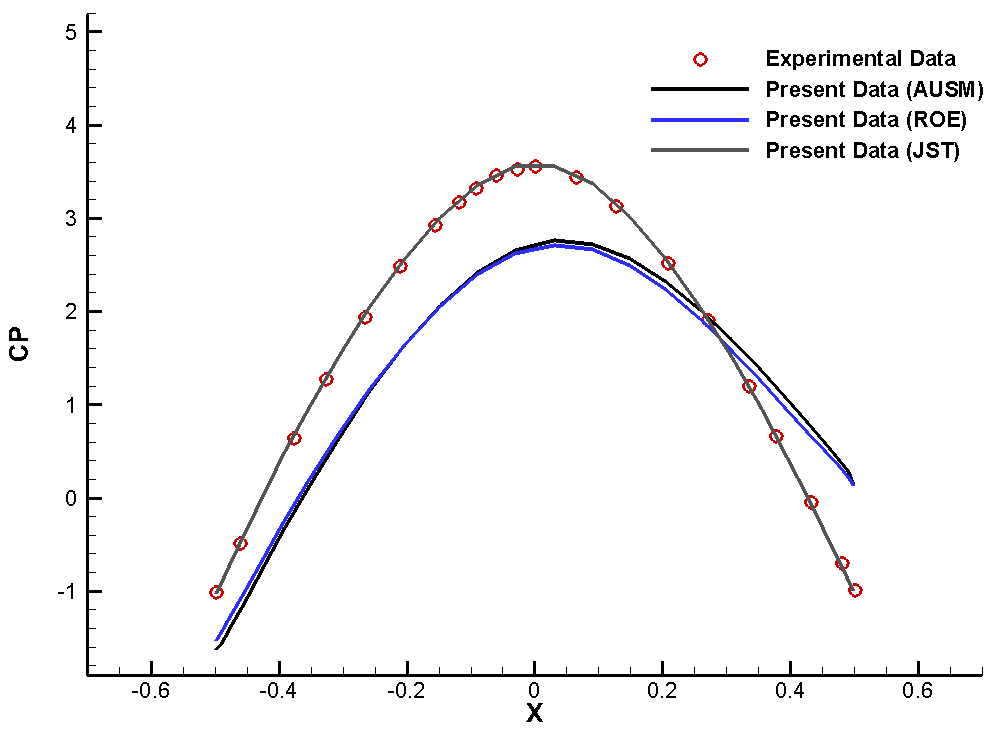 5
4
3
2
1
0
-1
CP
Experimental Data
Present Data (AUSM)
Present Data (ROE)
Present Data (JST)
-0.6 -0.4 -0.2 0 0.2 0.4 0.6
X